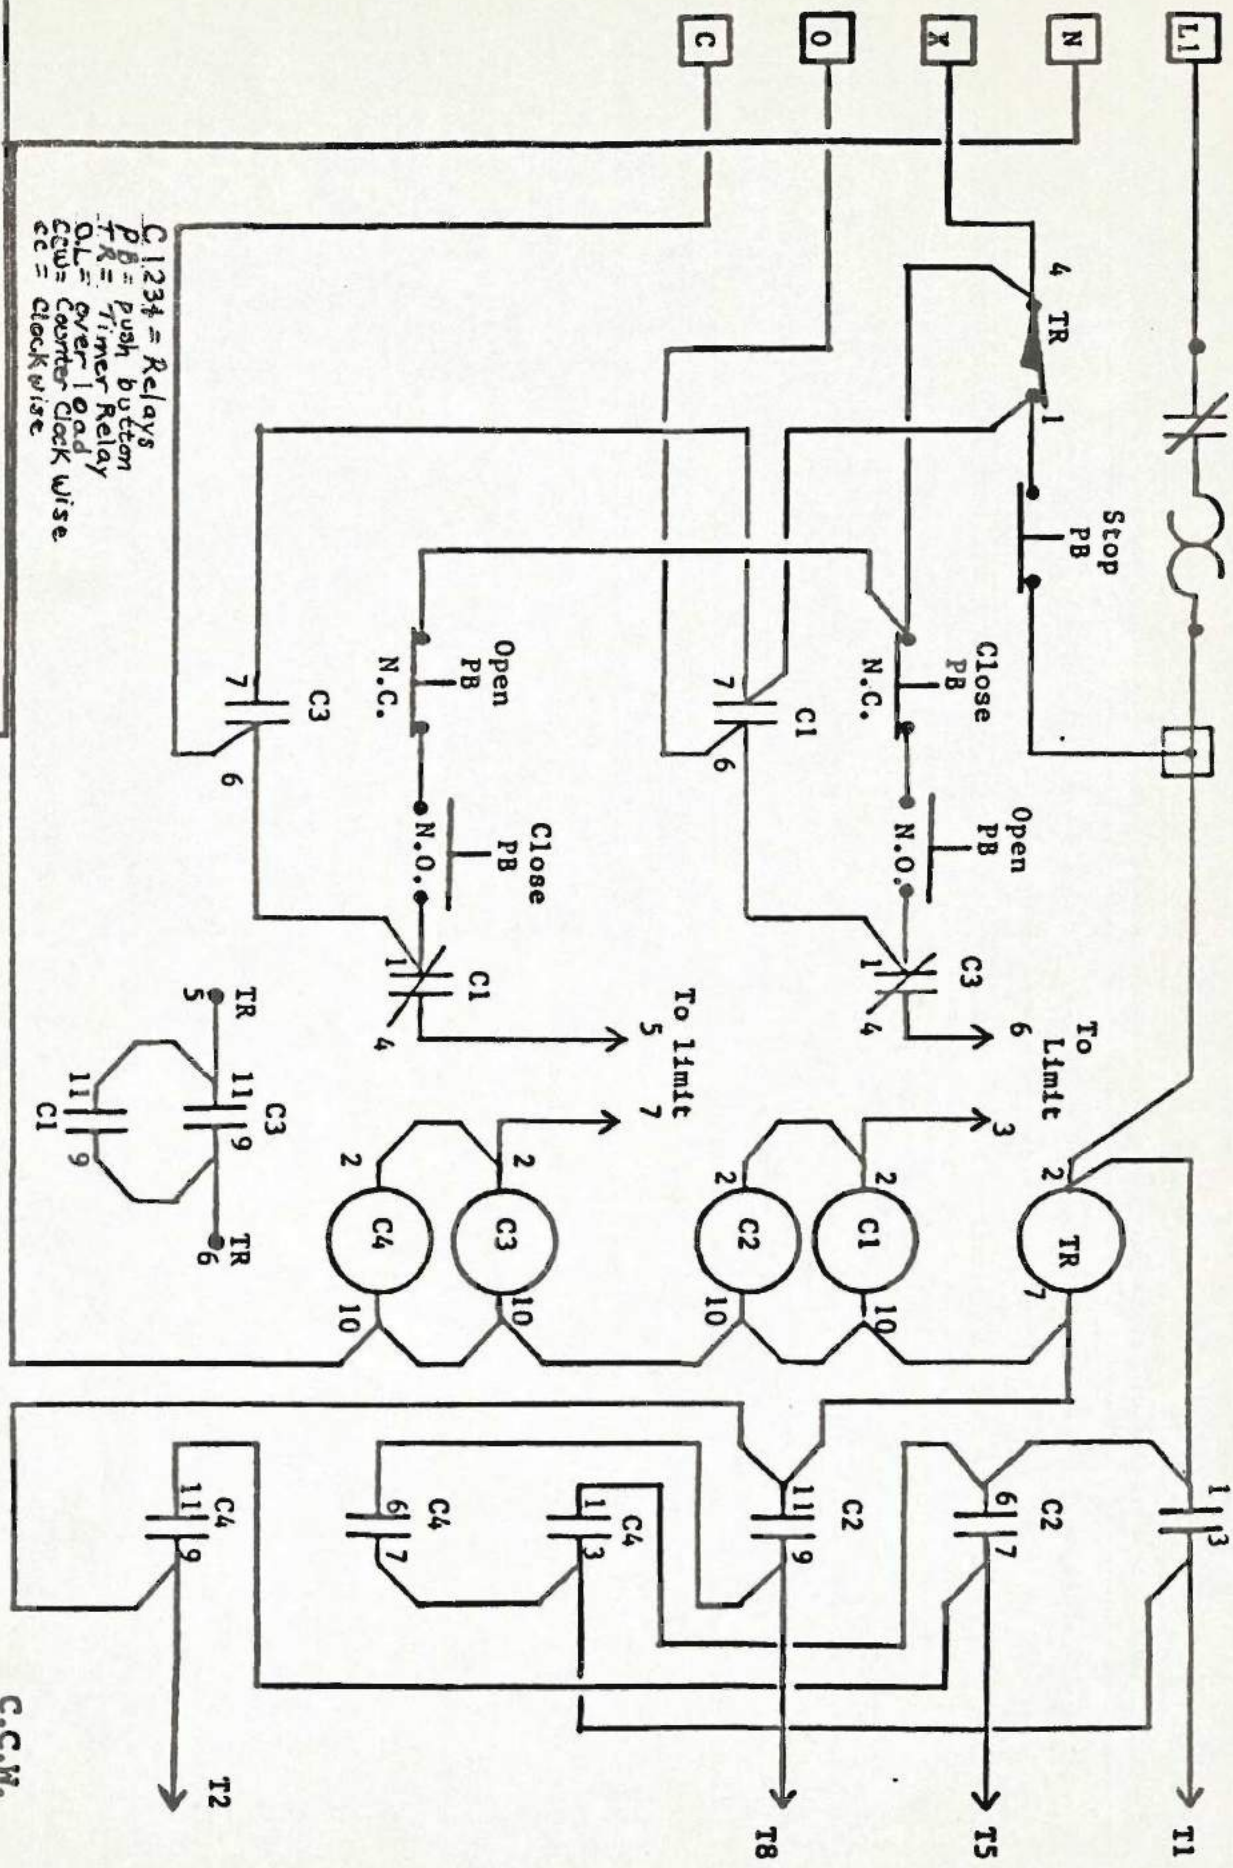 L1
N
X
O
C
4
TR
1
Stop
PB
Close
PB
N.C.
Open
PB
N.O.
C3
1
4
To
Limit
6
3
2
TR
7
C1
7
6
2
C1
10
2
C2
10
Open
PB
N.C.
Close
PB
N.O.
C1
1
4
To limit
5
7
2
C3
10
2
C4
10
C3
7
6
TR
5
C3
11
9
TR
6
11
9
C1
1
3
T1
C2
6
7
T5
C2
11
9
T8
C4
1
3
C4
6
7
C4
11
9
T2
C.C.W.
C1234 = Relays
PB = push button
TR = Timer Relay
O.L = over load
CCW = Counter Clock wise
CC = Clockwise